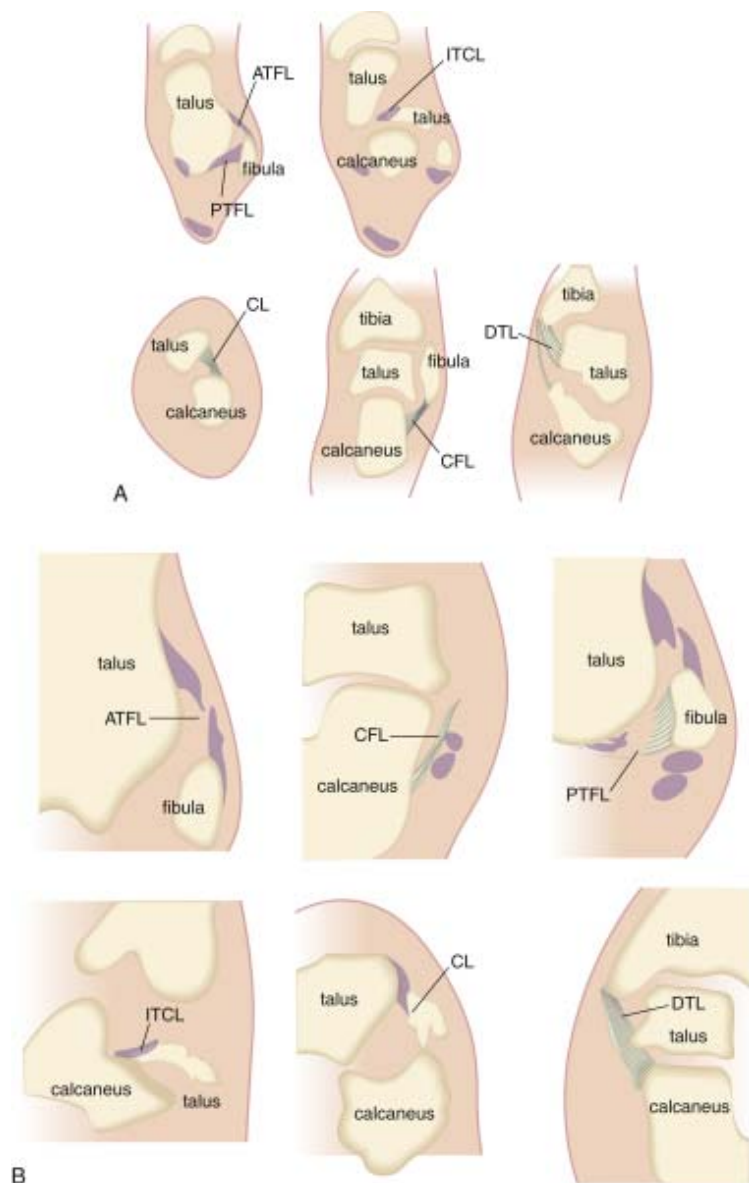 ITCL
ATFL
talus
talus
talus
calcaneus
fibula
PTFL
CL
talus
calcaneus
tibia
fibula
talus
calcaneus
CFL
tibia
DTL
talus
calcaneus
A
talus
ATFL
fibula
talus
CFL
calcaneus
talus
fibula
PTFL
ITCL
calcaneus
talus
CL
talus
calcaneus
tibia
DTL
talus
calcaneus
B